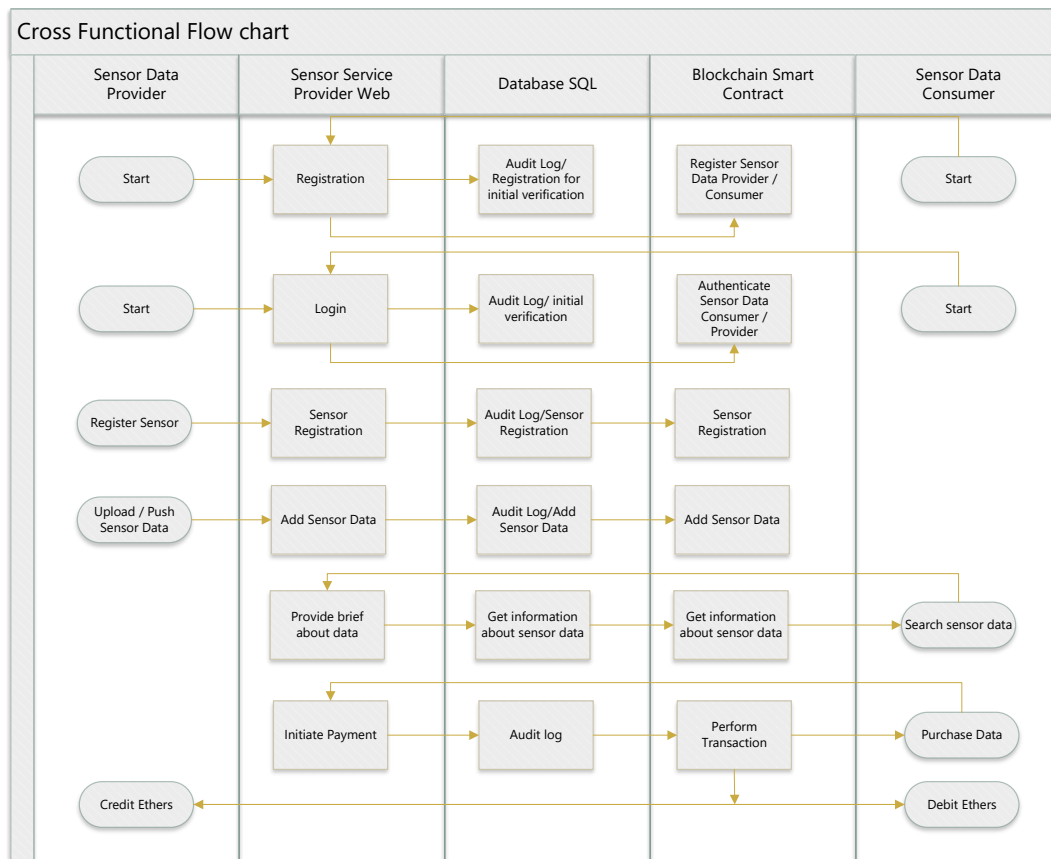 Cross Functional Flow chart
Sensor Data
Provider
Sensor Service
Provider Web
Database SQL
Blockchain Smart
Contract
Sensor Data
Consumer
Start
Registration
Audit Log/
Registration for
initial verification
Register Sensor
Data Provider /
Consumer
Start
Start
Login
Audit Log/ initial
verification
Authenticate
Sensor Data
Consumer /
Provider
Start
Register Sensor
Sensor
Registration
Audit Log/Sensor
Registration
Sensor
Registration
Upload / Push
Sensor Data
Add Sensor Data
Audit Log/Add
Sensor Data
Add Sensor Data
Provide brief
about data
Get information
about sensor data
Get information
about sensor data
Search sensor data
Initiate Payment
Audit log
Perform
Transaction
Purchase Data
Credit Ethers
Debit Ethers